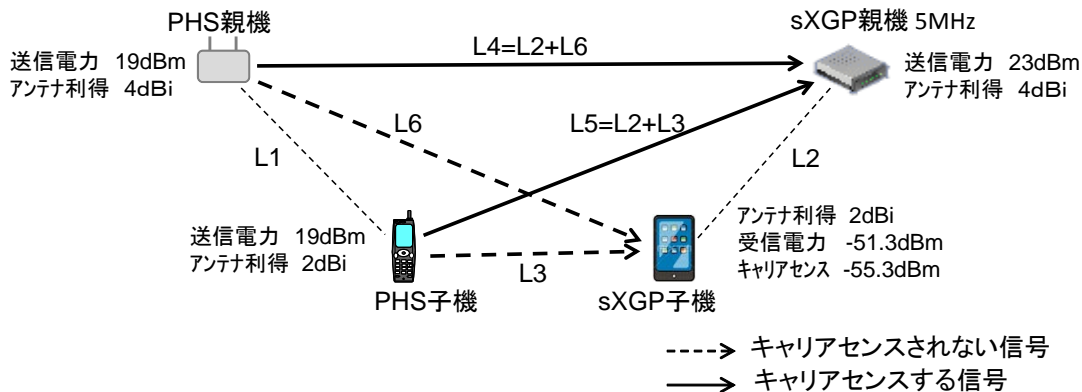 PHS親機
sXGP親機 5MHz
送信電力 19dBm
アンテナ利得 4dBi
L4=L2+L6
送信電力 23dBm
アンテナ利得 4dBi
L6
L5=L2+L3
L1
L2
送信電力 19dBm
アンテナ利得 2dBi
L3
アンテナ利得 2dBi
受信電力 -51.3dBm
キャリアセンス -55.3dBm
PHS子機
sXGP子機
キャリアセンスされない信号
キャリアセンスする信号